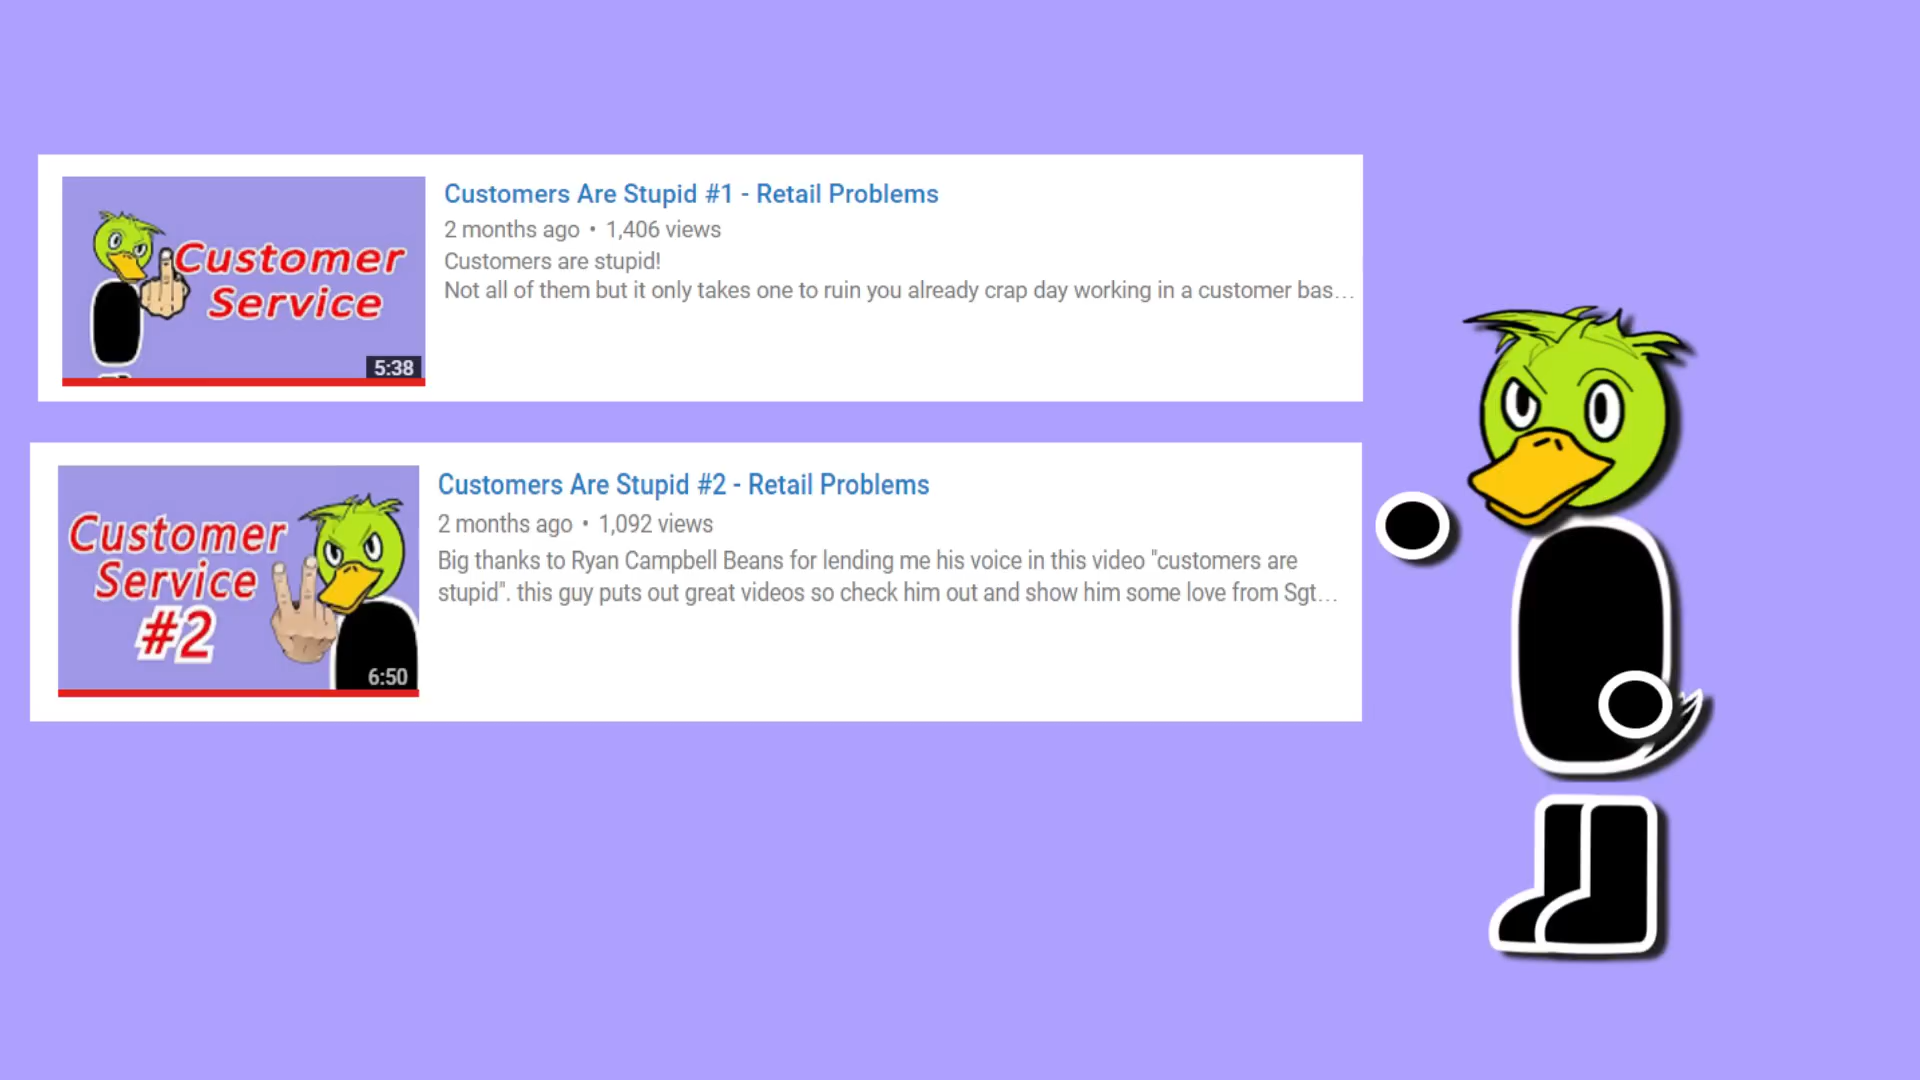 Customer
Service
5:38
Customers Are Stupid #1 - Retail Problems
2 months ago • 1,406 views
Customers are stupid!
Not all of them but it only takes one to ruin you already crap day working in a customer bas...
Customer
Service
#2
6:50
Customers Are Stupid #2 - Retail Problems
2 months ago • 1,092 views
Big thanks to Ryan Campbell Beans for lending me his voice in this video "customers are
stupid". this guy puts out great videos so check him out and show him some love from Sgt...